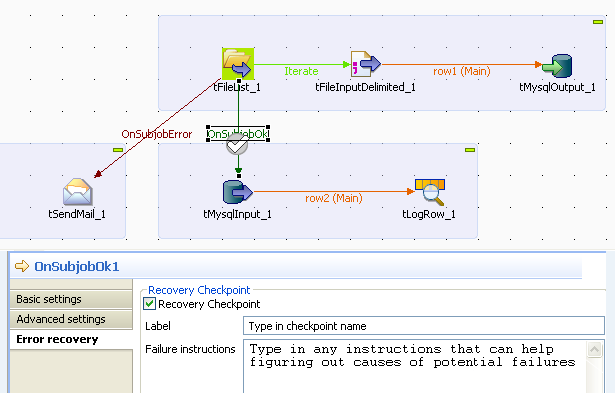 tFileList_1
Iterate
tFileInputDelimited_1
row1 (Main)
tMysqlOutput_1
OnSubjobError
OnSubjobOk
tSendMail_1
tMysqlInput_1
row2 (Main)
tLogRow_1
OnSubjobOk1
Basic settings
Advanced settings
Error recovery
Recovery Checkpoint
Recovery Checkpoint
Label
Type in checkpoint name
Failure instructions
Type in any instructions that can help
figuring out causes of potential failures